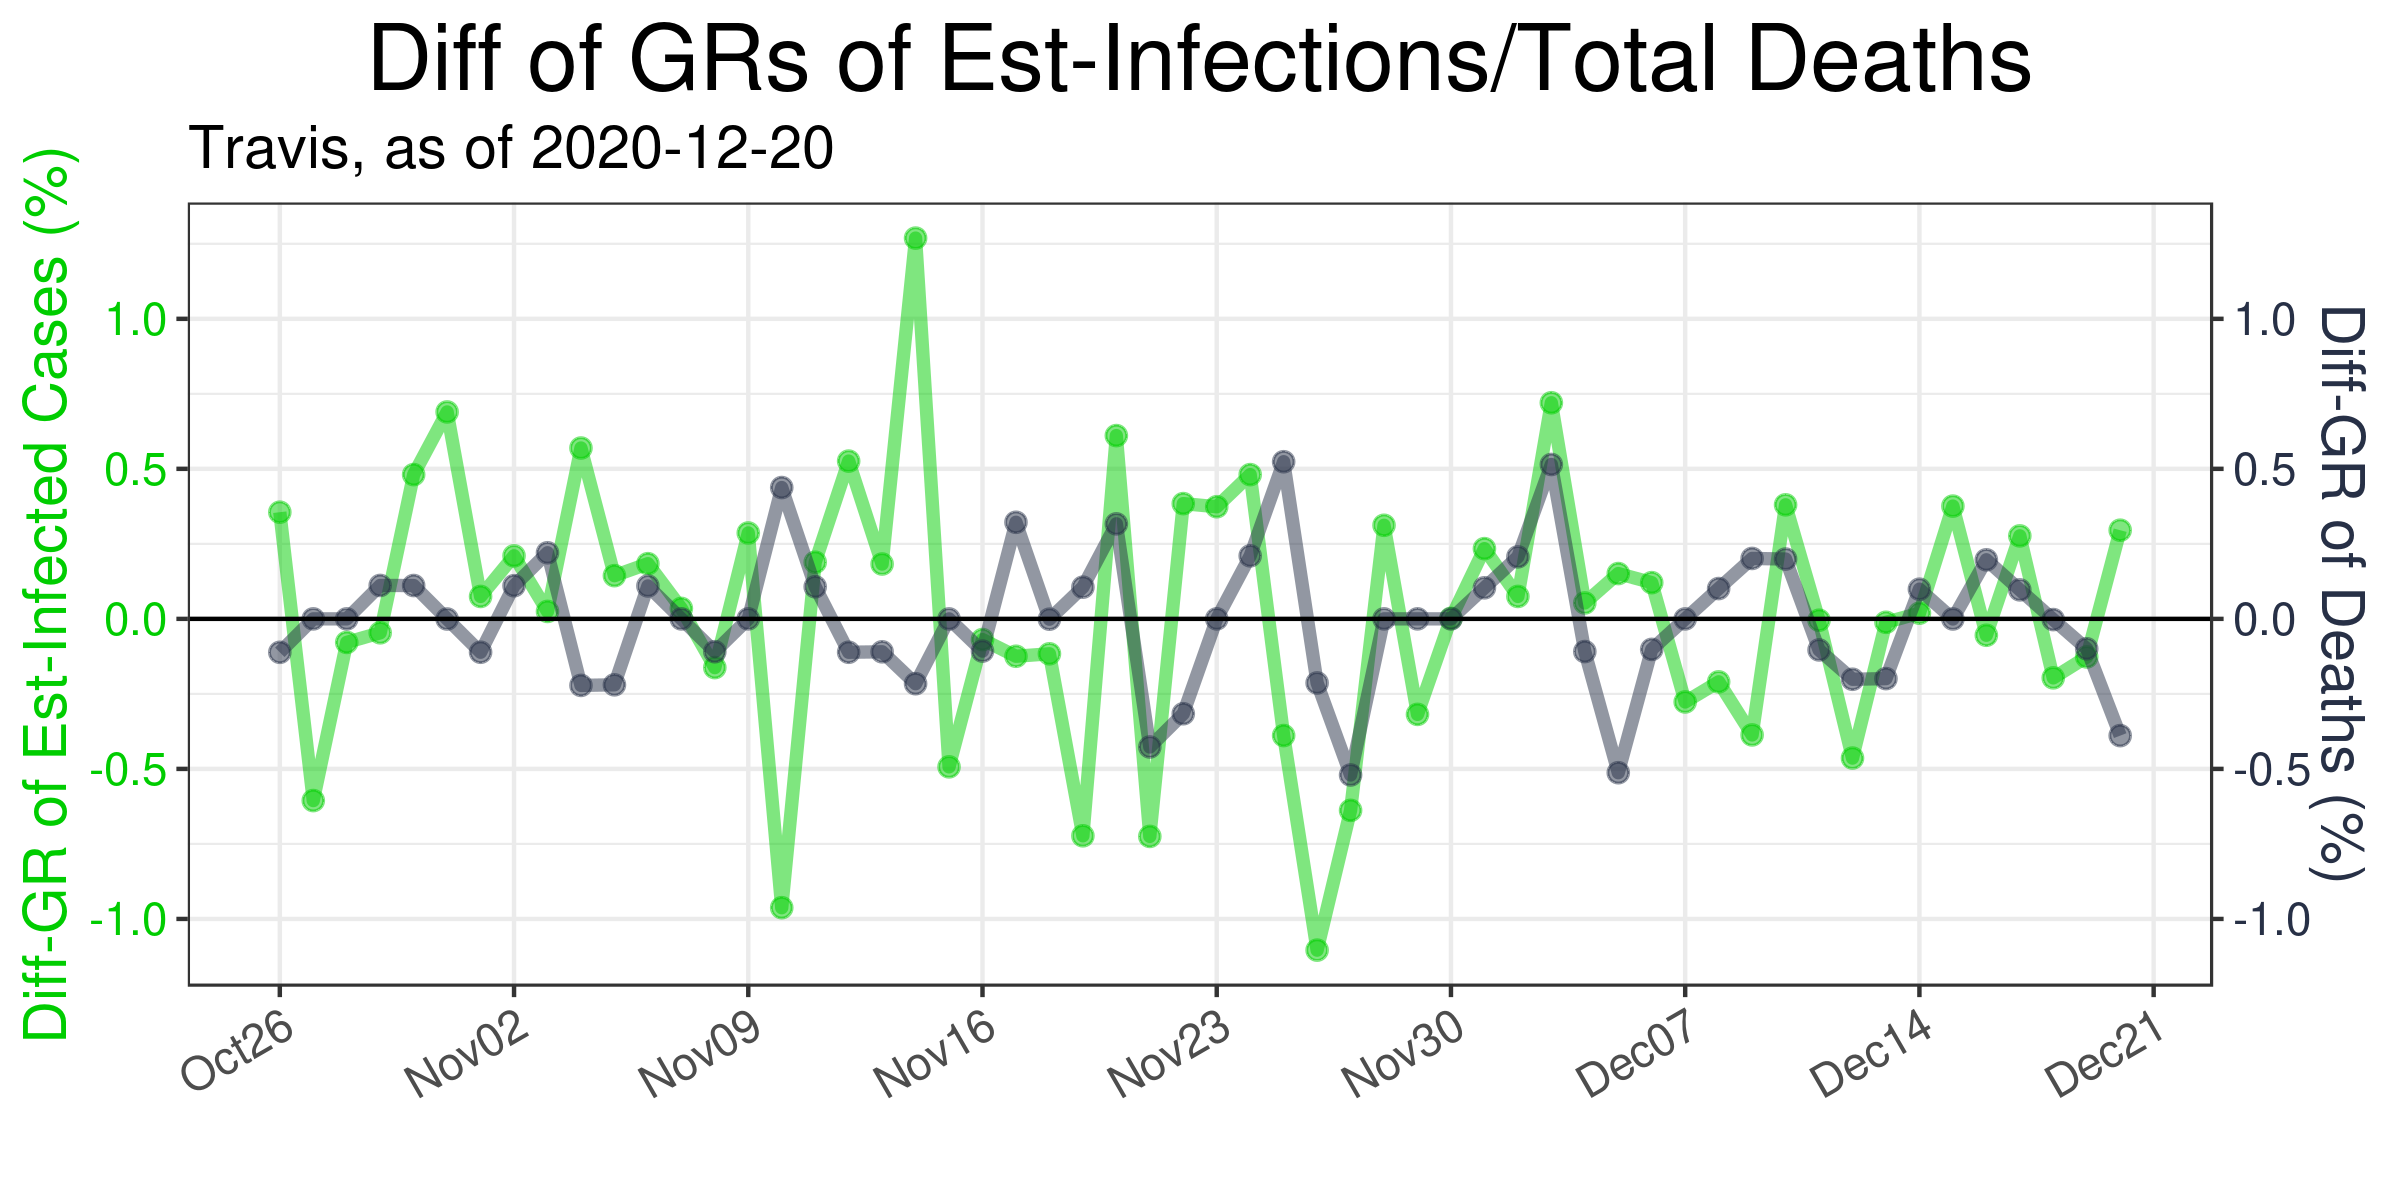 Diff of GRs of Est-Infections/Total Deaths
Travis, as of 2020-12-20
Diff-GR of Est-Infected Cases (%)
1.0
0.5
0.0
-0.5
-1.0
1.0
0.5
0.0
-0.5
-1.0
Diff-GR of Deaths (%)
Oct26
Nov02
Nov09
Nov16
Nov23
Nov30
Dec07
Dec14
Dec21